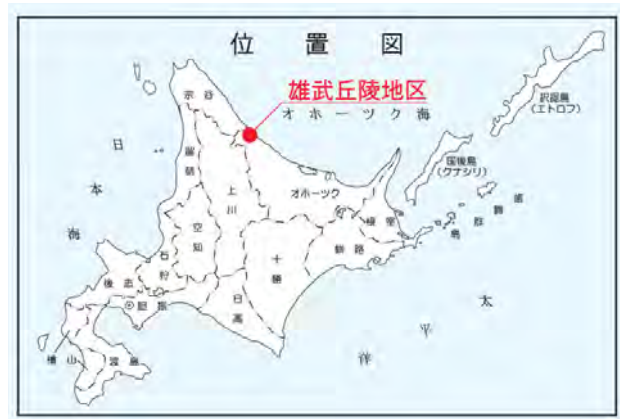 位置図
雄武丘陵地区
オホーツク海
宗谷
択捉島
(エトロフ)
国後島
(クナシリ)
日本海
留萌
上川
オホーツク
根室
歯舞群島
空知
釧路
石狩
十勝
後志
胆振
日高
太平洋
檜山
渡島